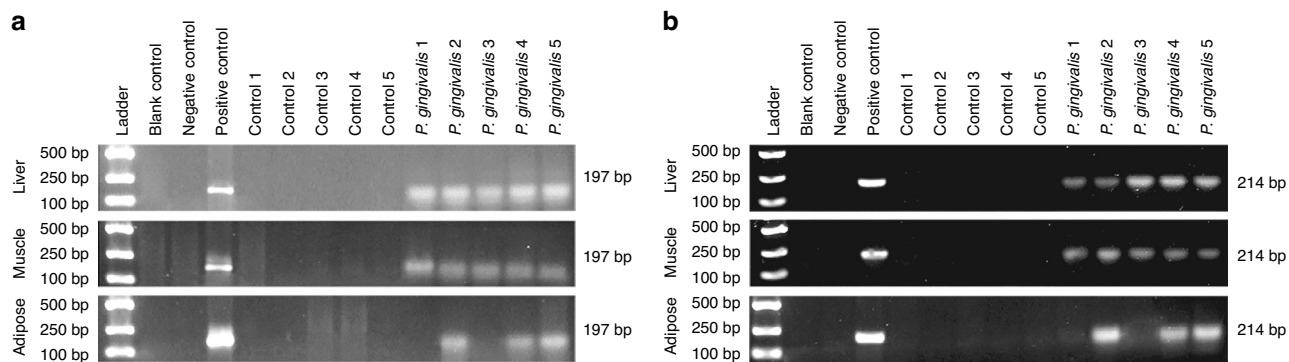 a
Ladder
Blank control
Negative control
Positive control
Control 1
Control 2
Control 3
Control 4
Control 5
P. gingivalis 1
P. gingivalis 2
P. gingivalis 3
P. gingivalis 4
P. gingivalis 5
Liver
500 bp
250 bp
100 bp
197 bp
Muscle
500 bp
250 bp
100 bp
197 bp
Adipose
500 bp
250 bp
100 bp
197 bp
b
Ladder
Blank control
Negative control
Positive control
Control 1
Control 2
Control 3
Control 4
Control 5
P. gingivalis 1
P. gingivalis 2
P. gingivalis 3
P. gingivalis 4
P. gingivalis 5
Liver
500 bp
250 bp
100 bp
214 bp
Muscle
500 bp
250 bp
100 bp
214 bp
Adipose
500 bp
250 bp
100 bp
214 bp